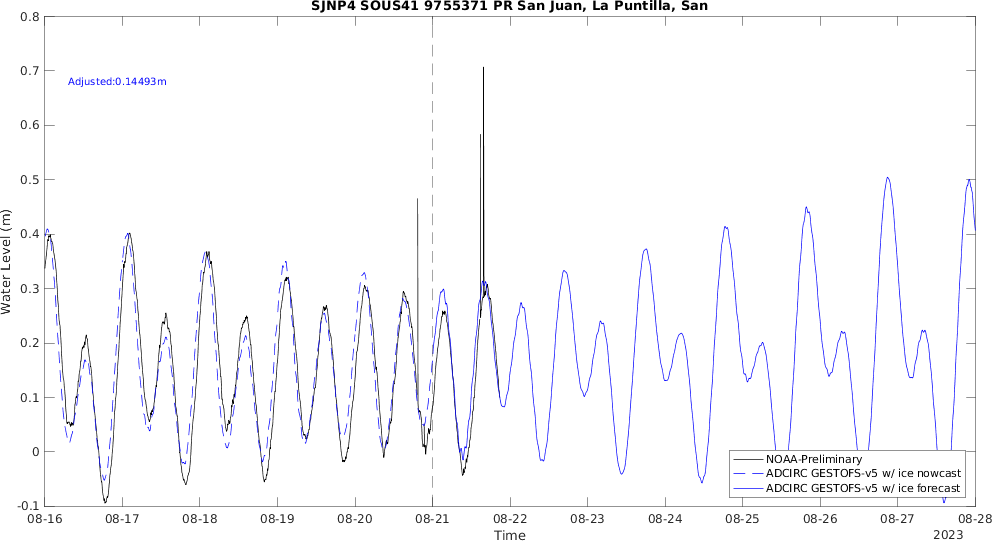 SJNP4 SOUS41 9755371 PR San Juan, La Puntilla, San
Water Level (m)
0.8
0.7
0.6
0.5
0.4
0.3
0.2
0.1
0
-0.1
Adjusted:0.14493m
NOAA-Preliminary
ADCIRC GESTOFS-v5 w/ ice nowcast
ADCIRC GESTOFS-v5 w/ ice forecast
08-16 08-17 08-18 08-19 08-20 08-21 08-22 08-23 08-24 08-25 08-26 08-27 08-28
Time
2023